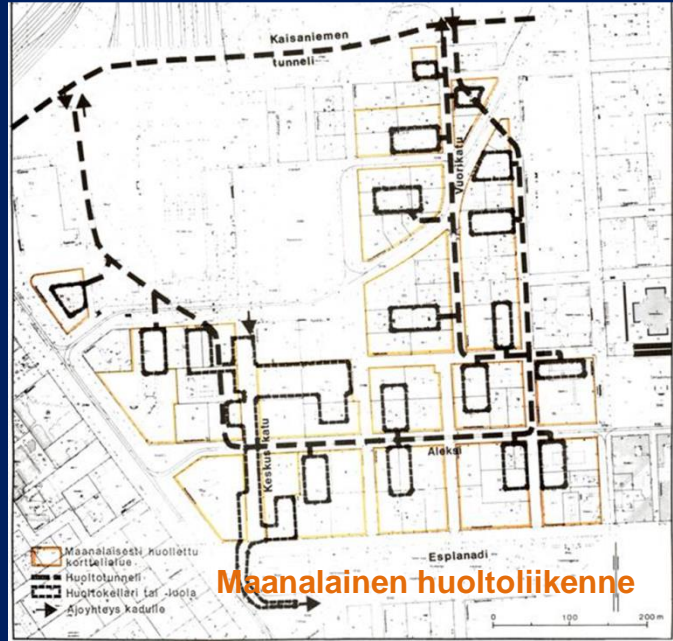 Kaisaniemen
tunneli
Vuorikatu
Keskuskatu
Aleksi
Esplanadi
Maanalaisesti huollettu
korttelialue
Huoltotunneli
Huoltokellari tai -luola
Ajoyhteys kadulle
Maanalainen huoltoliikenne
0 100 200 m